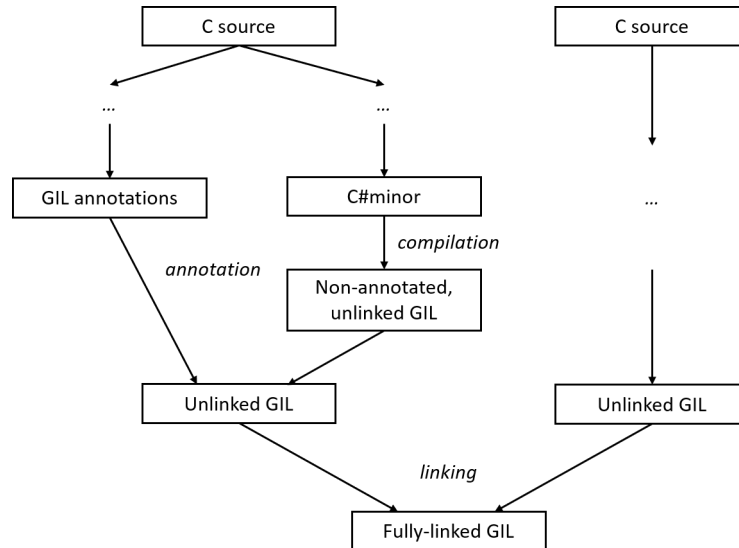 C source
C source
...
...
GIL annotations
C#minor
...
compilation
annotation
Non-annotated,
unlinked GIL
Unlinked GIL
Unlinked GIL
linking
Fully-linked GIL